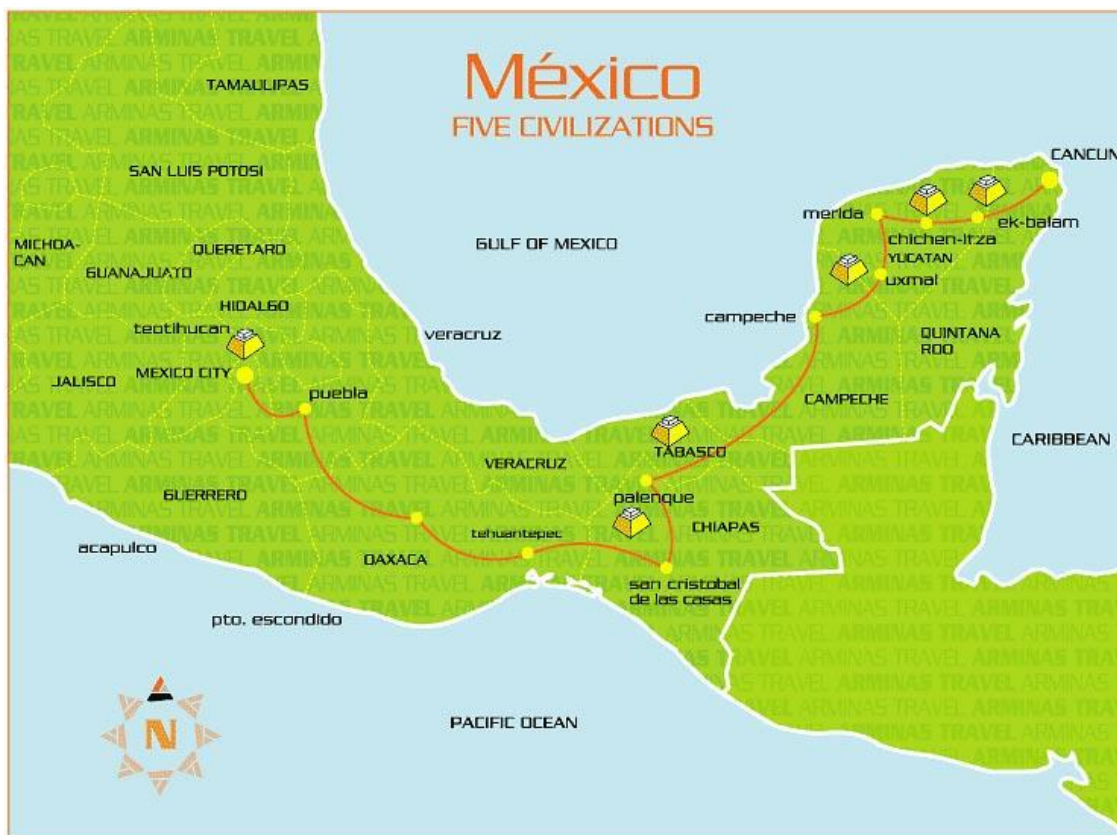 México
FIVE CIVILIZATIONS
TAMAULIPAS
SAN LUIS POTOSI
MICHOA-
CAN
QUERETARO
GUANAJUATO
HIDALGO
teotihucan
JALISCO
MEXICO CITY
puebla
GULF OF MEXICO
veracruz
CANCUN
merida
ek-balam
chichen-itza
YUCATAN
uxmal
campeche
QUINTANA
ROO
CAMPECHE
CARIBBEAN
TABASCO
VERACRUZ
palenque
GUERRERO
CHIAPAS
acapulco
OAXACA
tehuantepec
san cristobal
de las casas
pto. escondido
PACIFIC OCEAN
N
ARMINAS TRAVEL